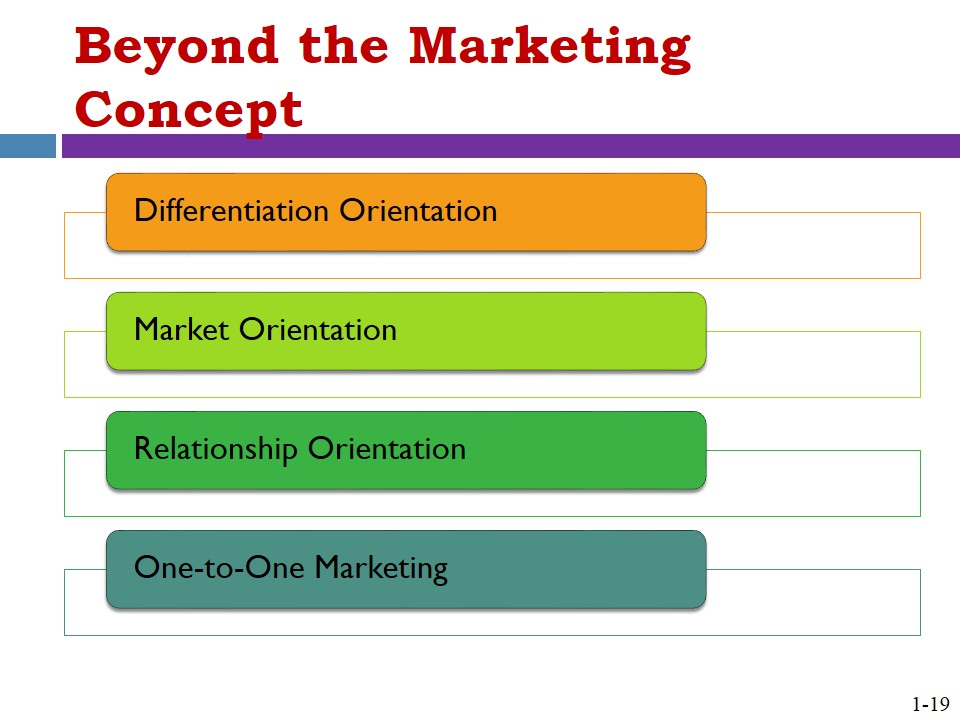 Beyond the Marketing
Concept
Differentiation Orientation
Market Orientation
Relationship Orientation
One-to-One Marketing
1-19